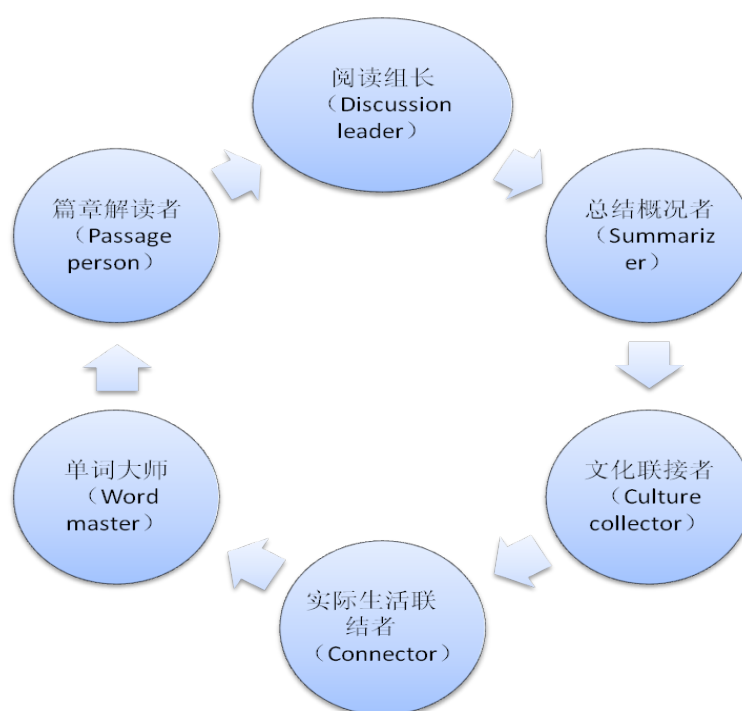 阅读组长
（Discussion
leader）
总结概况者
（Summariz
er）
文化联接者
（Culture
collector）
实际生活联
结者
（Connector）
单词大师
（Word
master）
篇章解读者
（Passage
person）